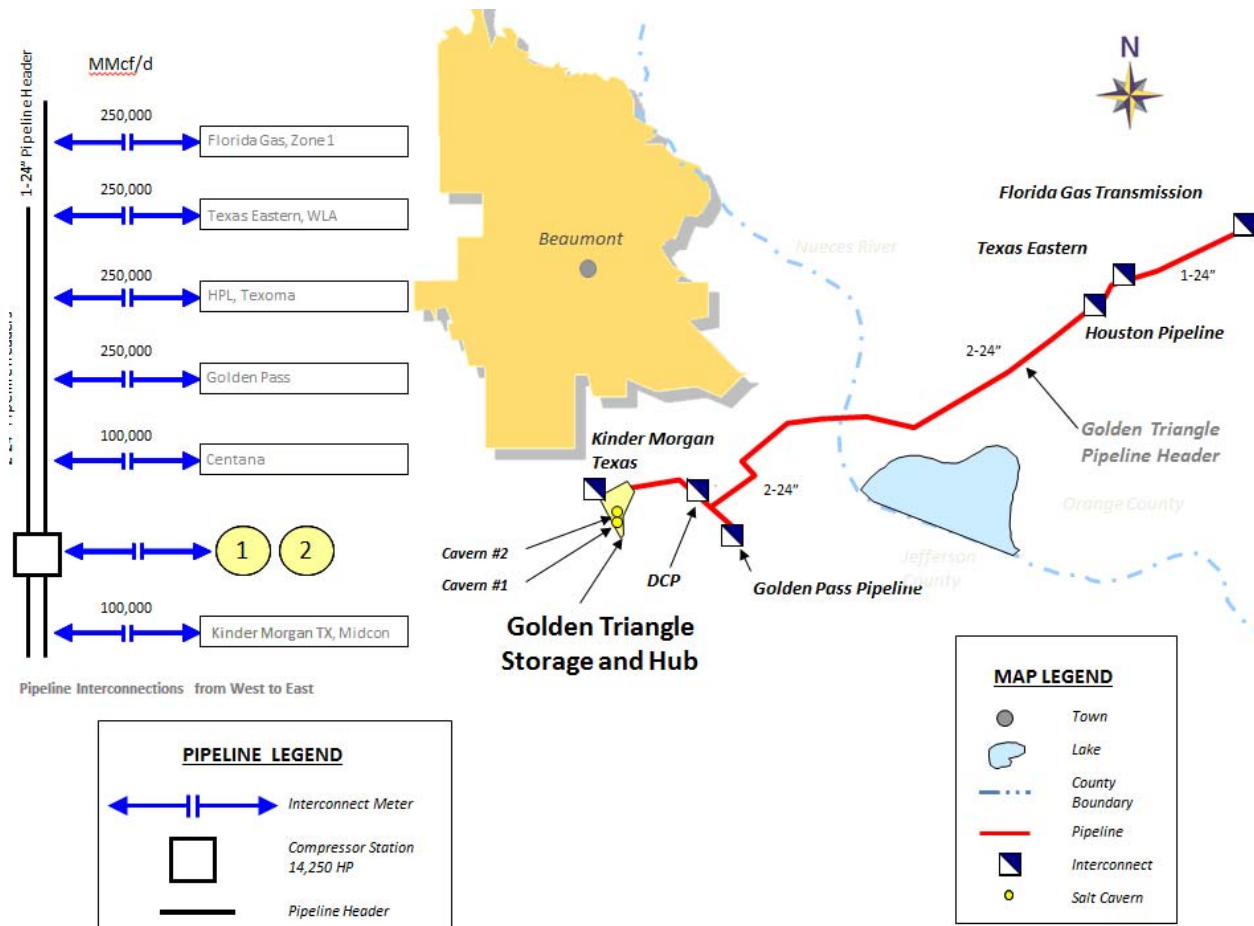 MMcf/d
1-24" Pipeline Header
250,000
Florida Gas, Zone 1
250,000
Texas Eastern, WLA
250,000
HPL, Texoma
250,000
Golden Pass
100,000
Centana
1
2
100,000
Kinder Morgan TX, Midcon
Pipeline Interconnections from West to East
PIPELINE LEGEND
Interconnect Meter
Compressor Station
14,250 HP
Pipeline Header
N
Beaumont
Nueces River
Florida Gas Transmission
Texas Eastern
1-24"
Houston Pipeline
2-24"
Golden Triangle
Pipeline Header
Kinder Morgan
Texas
2-24"
Orange County
Jefferson
County
Cavern #2
Cavern #1
DCP
Golden Pass Pipeline
Golden Triangle
Storage and Hub
MAP LEGEND
Town
Lake
County
Boundary
Pipeline
Interconnect
Salt Cavern